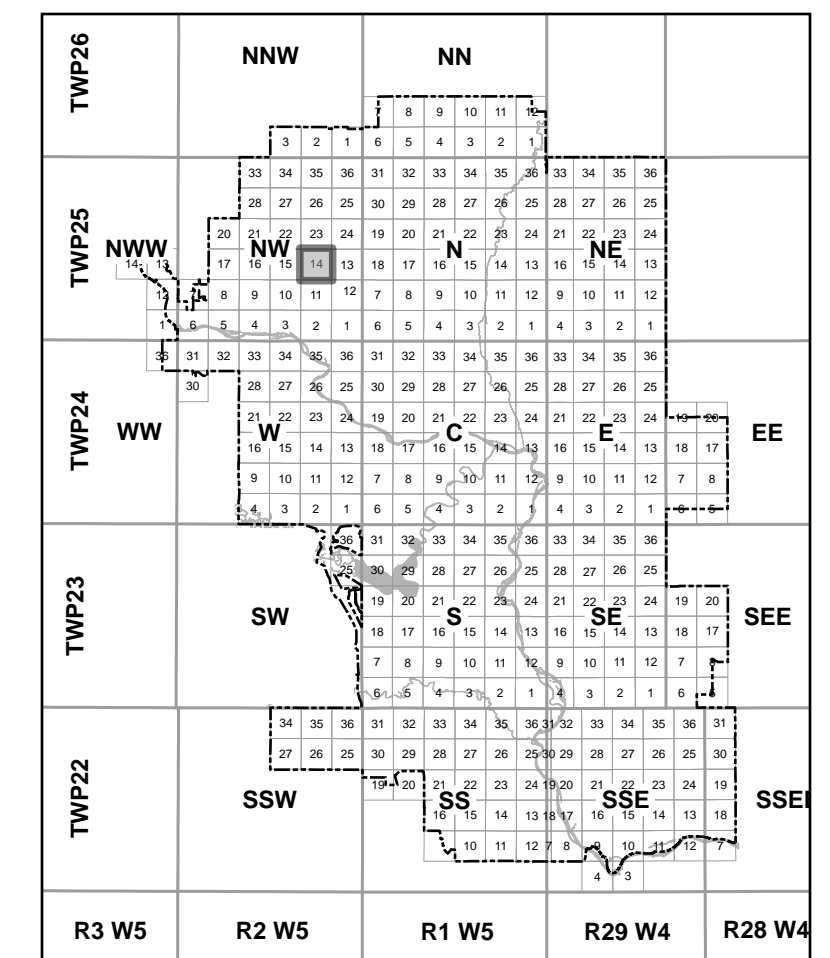 TWP26 NNW NN
7 8 9 10 11 12
3 2 1 6 5 4 3 2 1
33 34 35 36 31 32 33 34 35 36 33 34 35 36
28 27 26 25 30 29 28 27 26 25 28 27 26 25
20 21 22 23 24 19 20 21 22 23 24 21 22 23 24
TWP25 NWW NW N NE
14 13 17 16 15 14 13 18 17 16 15 14 13 16 15 14 13
12 7 8 9 10 11 12 7 8 9 10 11 12 9 10 11 12
1 6 5 4 3 2 1 6 5 4 3 2 1 4 3 2 1
36 31 32 33 34 35 36 31 32 33 34 35 36 33 34 35 36
30 28 27 26 25 30 29 28 27 26 25 28 27 26 25
21 22 23 24 19 20 21 22 23 24 21 22 23 24 19 20
TWP24 WW W C E EE
16 15 14 13 18 17 16 15 14 13 16 15 14 13 18 17
9 10 11 12 7 8 9 10 11 12 9 10 11 12 7 8
4 3 2 1 6 5 4 3 2 1 4 3 2 1 6 5
36 31 32 33 34 35 36 33 34 35 36
25 30 29 28 27 26 25 28 27 26 25
19 20 21 22 23 24 21 22 23 24 19 20
TWP23 SW S SE SEE
18 17 16 15 14 13 16 15 14 13 18 17
7 8 9 10 11 12 9 10 11 12 7 8
6 5 4 3 2 1 4 3 2 1 6
34 35 36 31 32 33 34 35 36 31 32 33 34 35 36 31
27 26 25 30 29 28 27 26 25 30 29 28 27 26 25 30
19 20 21 22 23 24 19 20 21 22 23 24 19
TWP22 SSW SS SSE
16 15 14 13 18 17 16 15 14 13 18
10 11 12 7 8 9 10 11 12 7
4 3
R3 W5 R2 W5 R1 W5 R29 W4 R28 W4